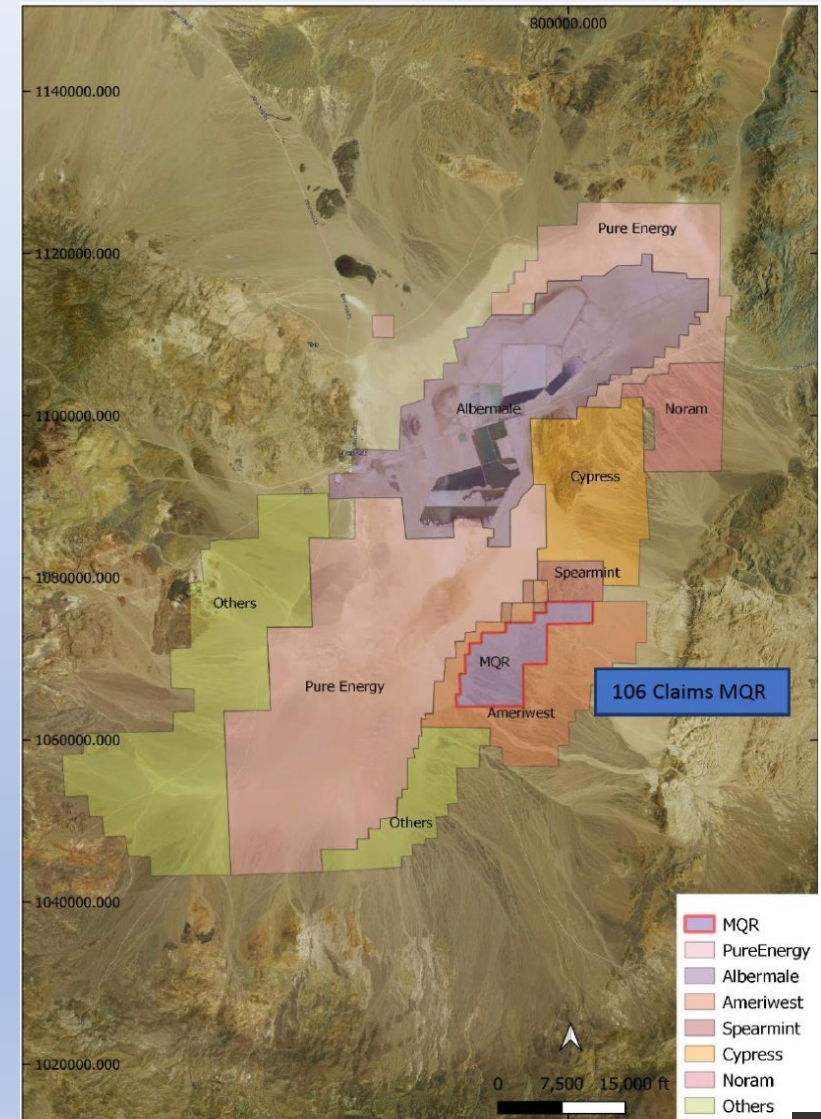 800000.000
1140000.000
1120000.000
Pure Energy
1100000.000
Albermale
Noram
Cypress
1080000.000
Spearmint
Others
MQR
Pure Energy
106 Claims MQR
Ameriwest
1060000.000
Others
1040000.000
MQR
PureEnergy
Albermale
Ameriwest
Spearmint
Cypress
Noram
Others
1020000.000
0 7,500 15,000 ft